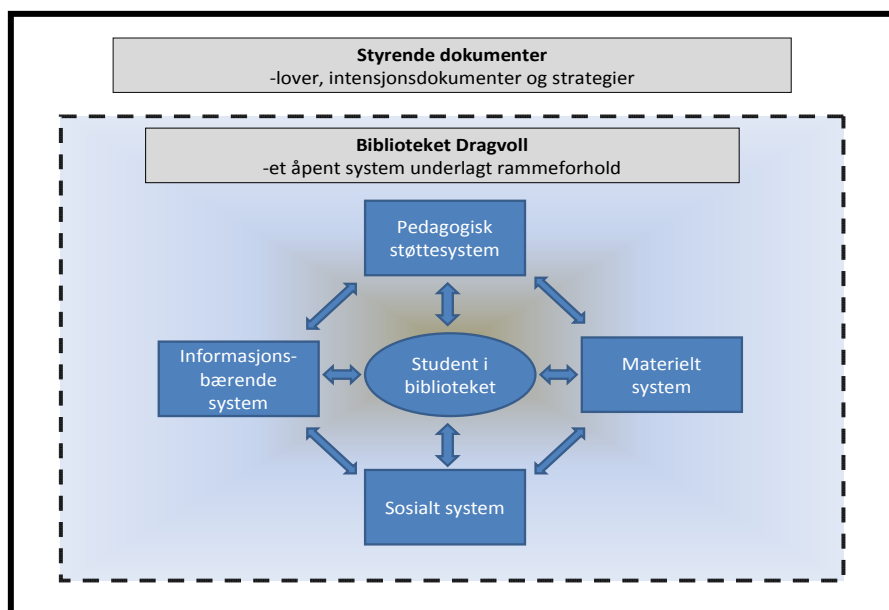 Styrende dokumenter
-lover, intensjonsdokumenter og strategier
Biblioteket Dragvoll
-et åpent system underlagt rammeforhold
Pedagogisk
støttesystem
Informasjons-
bærende
system
Student i
biblioteket
Materielt
system
Sosialt system